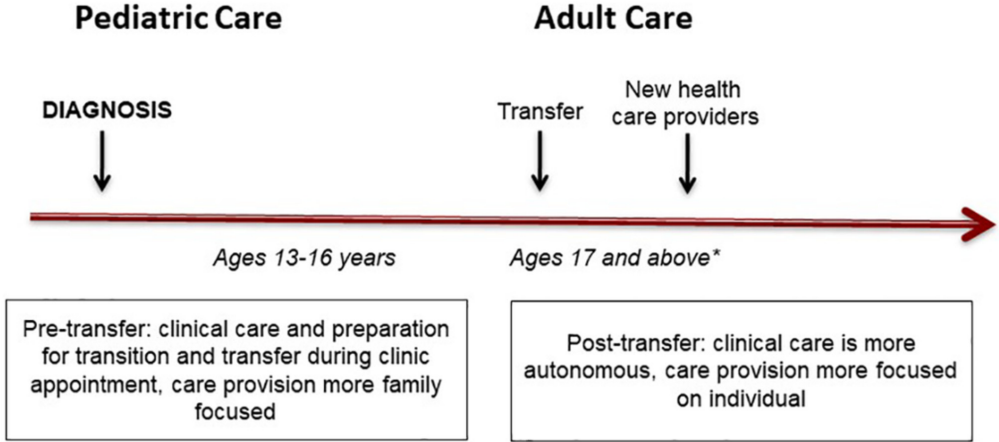 Pediatric Care
Adult Care
DIAGNOSIS
Transfer
New health
care providers
Ages 13-16 years
Ages 17 and above*
Pre-transfer: clinical care and preparation
for transition and transfer during clinic
appointment, care provision more family
focused
Post-transfer: clinical care is more
autonomous, care provision more focused
on individual